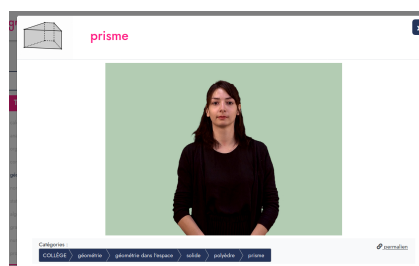 prisme
Catégories :
COLLÈGE géométrie géométrie dans l'espace solide polyèdre prisme
permalien